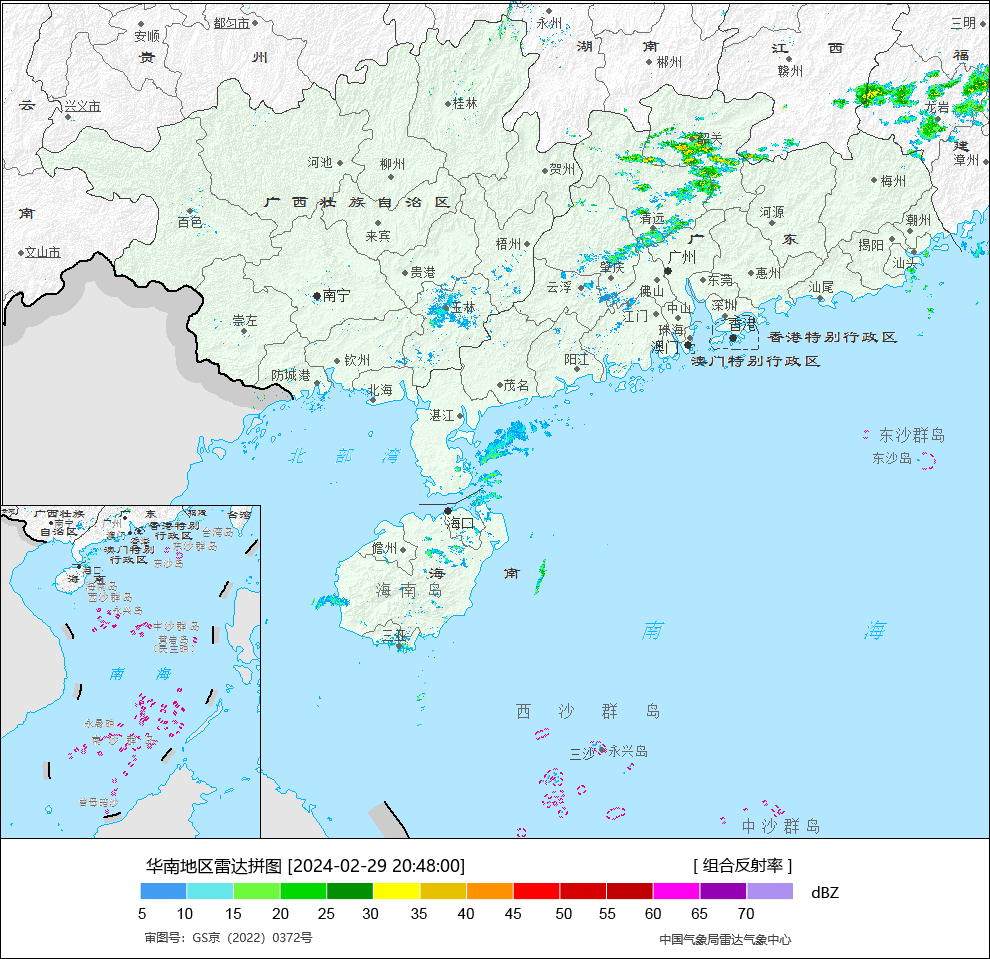 永州
三明
都匀市
安顺
湖 南
江 西
贵 州
郴州
赣州
福
云
兴义市
桂林
龙岩
韶关
建
漳州
河池
柳州
贺州
梅州
广 西 壮 族 自 治 区
南
百色
清远
河源
潮州
来宾
梧州
广 东
揭阳
文山市
广州
汕头
贵港
肇庆
东莞
惠州
南宁
云浮
佛山
汕尾
玉林
江门
中山
深圳
崇左
珠海
香港
香港特别行政区
澳门
澳门特别行政区
钦州
阳江
防城港
北海
茂名
湛江
东沙群岛
北 部 湾
东沙岛
海口
儋州
海 南
海 南 岛
三亚
南 海
西 沙 群 岛
三沙
永兴岛
中 沙 群 岛
广西壮族
自治区
南宁
广 东
广州
福建
台湾
香港特别
行政区
台湾岛
澳门
香港
澳门特别
行政区
东沙群岛
东沙岛
海口
海 南
海南岛
西沙群岛
永兴岛
中沙群岛
黄岩岛
南 海
永暑礁
南 沙 群 岛
曾母暗沙
华南地区雷达拼图 [2024-02-29 20:48:00]
[ 组合反射率 ]
dBZ
5 10 15 20 25 30 35 40 45 50 55 60 65 70
审图号：GS京（2022）0372号
中国气象局雷达气象中心